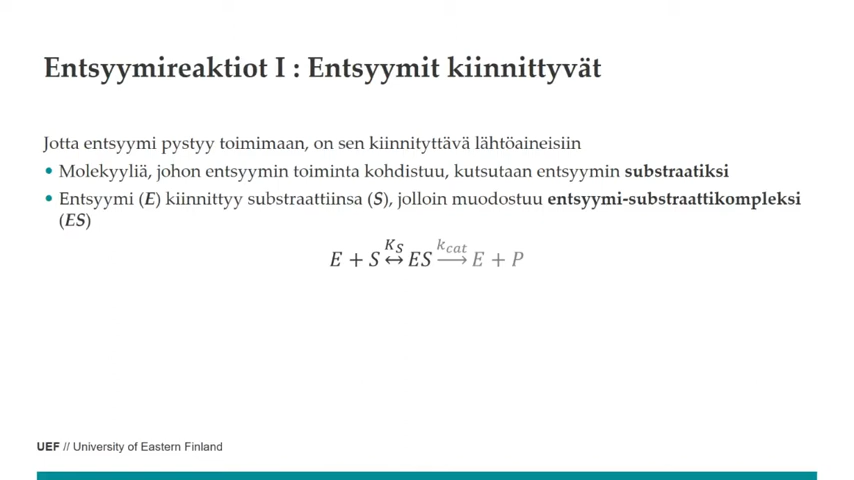 Entsyymireaktiot I : Entsyymit kiinnittyvät
Jotta entsyymi pystyy toimimaan, on sen kiinnityttävä lähtöaineisiin
• Molekyyliä, johon entsyymin toiminta kohdistuu, kutsutaan entsyymin substraatiksi
• Entsyymi (E) kiinnittyy substraattiinsa (S), jolloin muodostuu entsyymi-substraattikompleksi
(ES)
E + S K_S ↔ ES k_cat → E + P
UEF // University of Eastern Finland